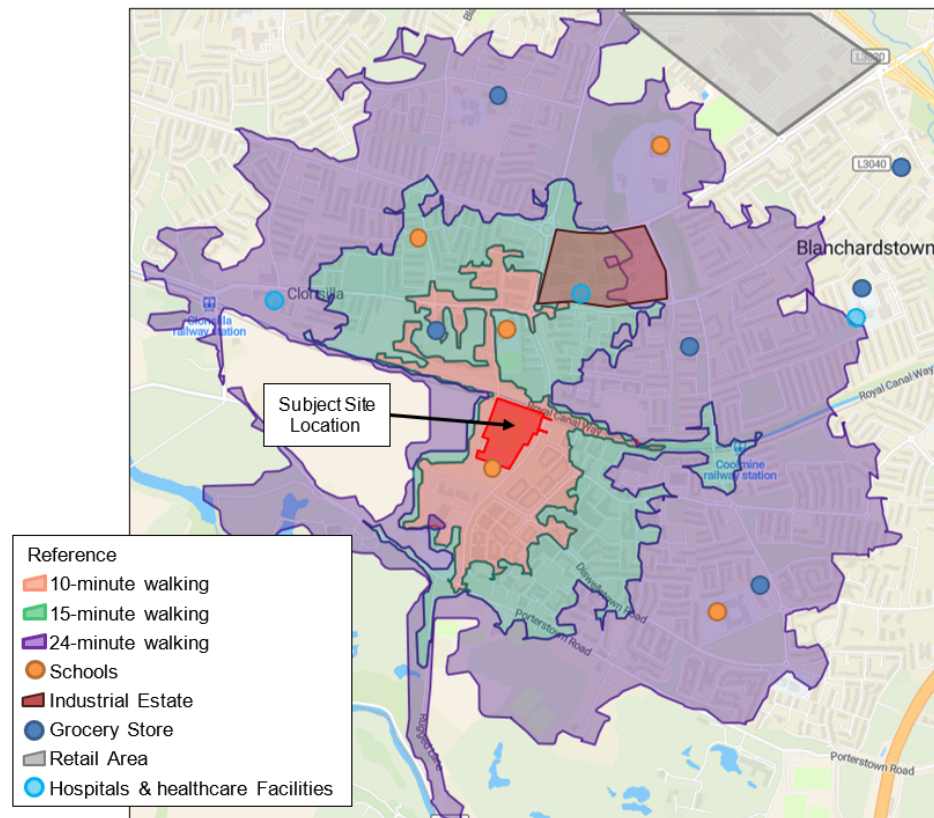 L3020
L3040
Blanchardstown
Clonsilla
Clonsilla
railway station
Royal Canal Way
Subject Site
Location
Royal Canal Way
Coolmine
railway station
Diswellstown Road
Porterstown Road
Rugged Lane
Porterstown Road
Reference
10-minute walking
15-minute walking
24-minute walking
Schools
Industrial Estate
Grocery Store
Retail Area
Hospitals & healthcare Facilities